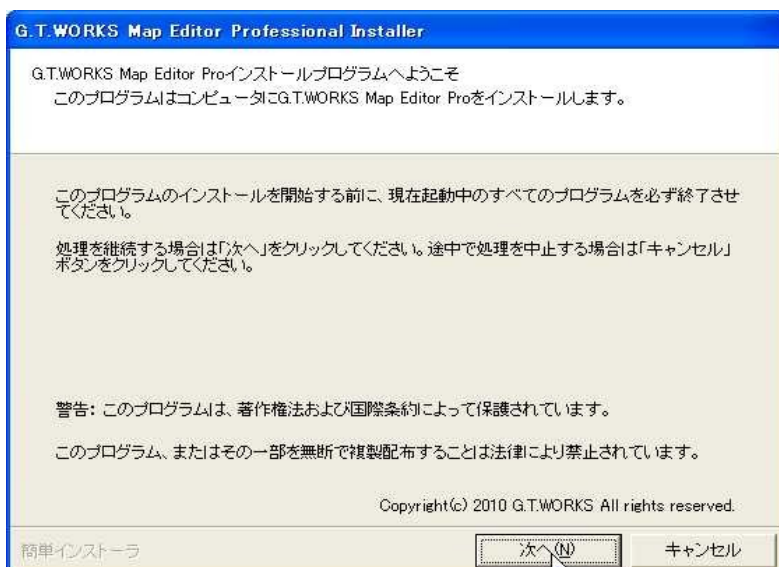 G.T.WORKS Map Editor Professional Installer
G.T.WORKS Map Editor Proインストールプログラムへようこそ
このプログラムはコンピュータにG.T.WORKS Map Editor Proをインストールします。
このプログラムのインストールを開始する前に、現在起動中のすべてのプログラムを必ず終了させ
てください。
処理を継続する場合は「次へ」をクリックしてください。途中で処理を中止する場合は「キャンセル」
ボタンをクリックしてください。
警告: このプログラムは、著作権法および国際条約によって保護されています。
このプログラム、またはその一部を無断で複製配布することは法律により禁止されています。
Copyright(c) 2010 G.T.WORKS All rights reserved.
簡単インストーラ
次へ(N)
キャンセル